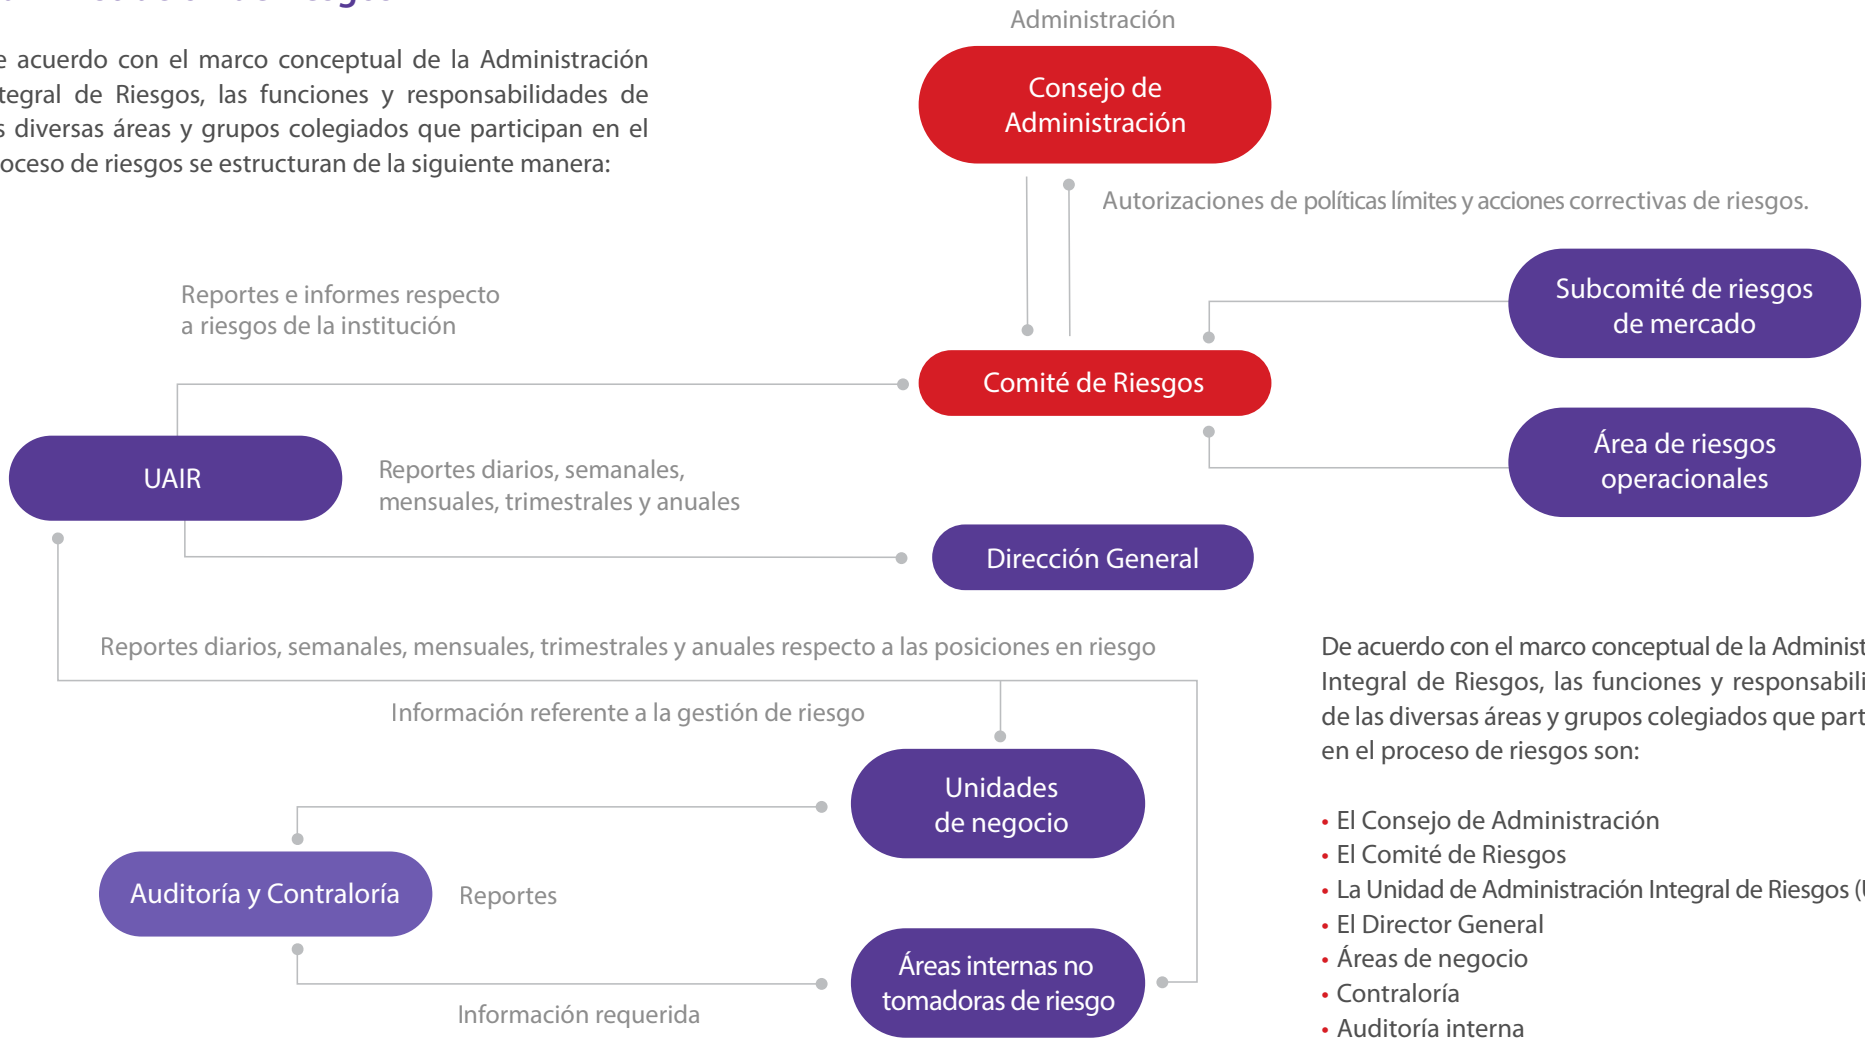 Administración
e acuerdo con el marco conceptual de la Administración
tegral de Riesgos, las funciones y responsabilidades de
s diversas áreas y grupos colegiados que participan en el
oceso de riesgos se estructuran de la siguiente manera:
Consejo de
Administración
Autorizaciones de políticas límites y acciones correctivas de riesgos.
Subcomité de riesgos
de mercado
Reportes e informes respecto
a riesgos de la institución
Comité de Riesgos
Área de riesgos
operacionales
UAIR
Reportes diarios, semanales,
mensuales, trimestrales y anuales
Dirección General
Reportes diarios, semanales, mensuales, trimestrales y anuales respecto a las posiciones en riesgo
Información referente a la gestión de riesgo
Unidades
de negocio
Auditoría y Contraloría
Reportes
Áreas internas no
tomadoras de riesgo
Información requerida
De acuerdo con el marco conceptual de la Administ
Integral de Riesgos, las funciones y responsabili
de las diversas áreas y grupos colegiados que part
en el proceso de riesgos son:
• El Consejo de Administración
• El Comité de Riesgos
• La Unidad de Administración Integral de Riesgos (U
• El Director General
• Áreas de negocio
• Contraloría
• Auditoría interna